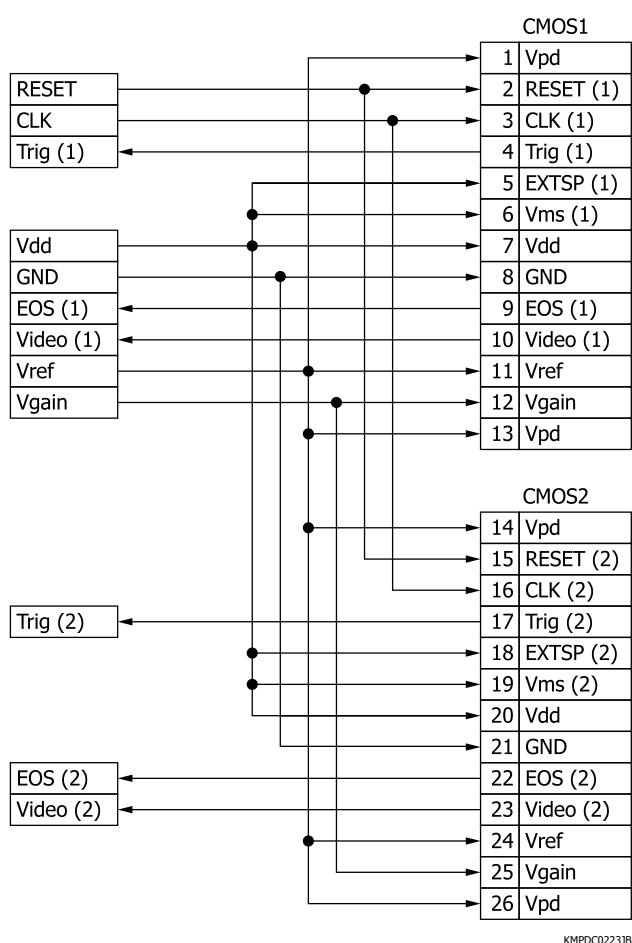 CMOS1
1 Vpd
RESET 2 RESET (1)
CLK 3 CLK (1)
Trig (1) 4 Trig (1)
5 EXTSP (1)
6 Vms (1)
Vdd 7 Vdd
GND 8 GND
EOS (1) 9 EOS (1)
Video (1) 10 Video (1)
Vref 11 Vref
Vgain 12 Vgain
13 Vpd
CMOS2
14 Vpd
15 RESET (2)
16 CLK (2)
Trig (2) 17 Trig (2)
18 EXTSP (2)
19 Vms (2)
20 Vdd
21 GND
EOS (2) 22 EOS (2)
Video (2) 23 Video (2)
24 Vref
25 Vgain
26 Vpd
KMPDC0223JB